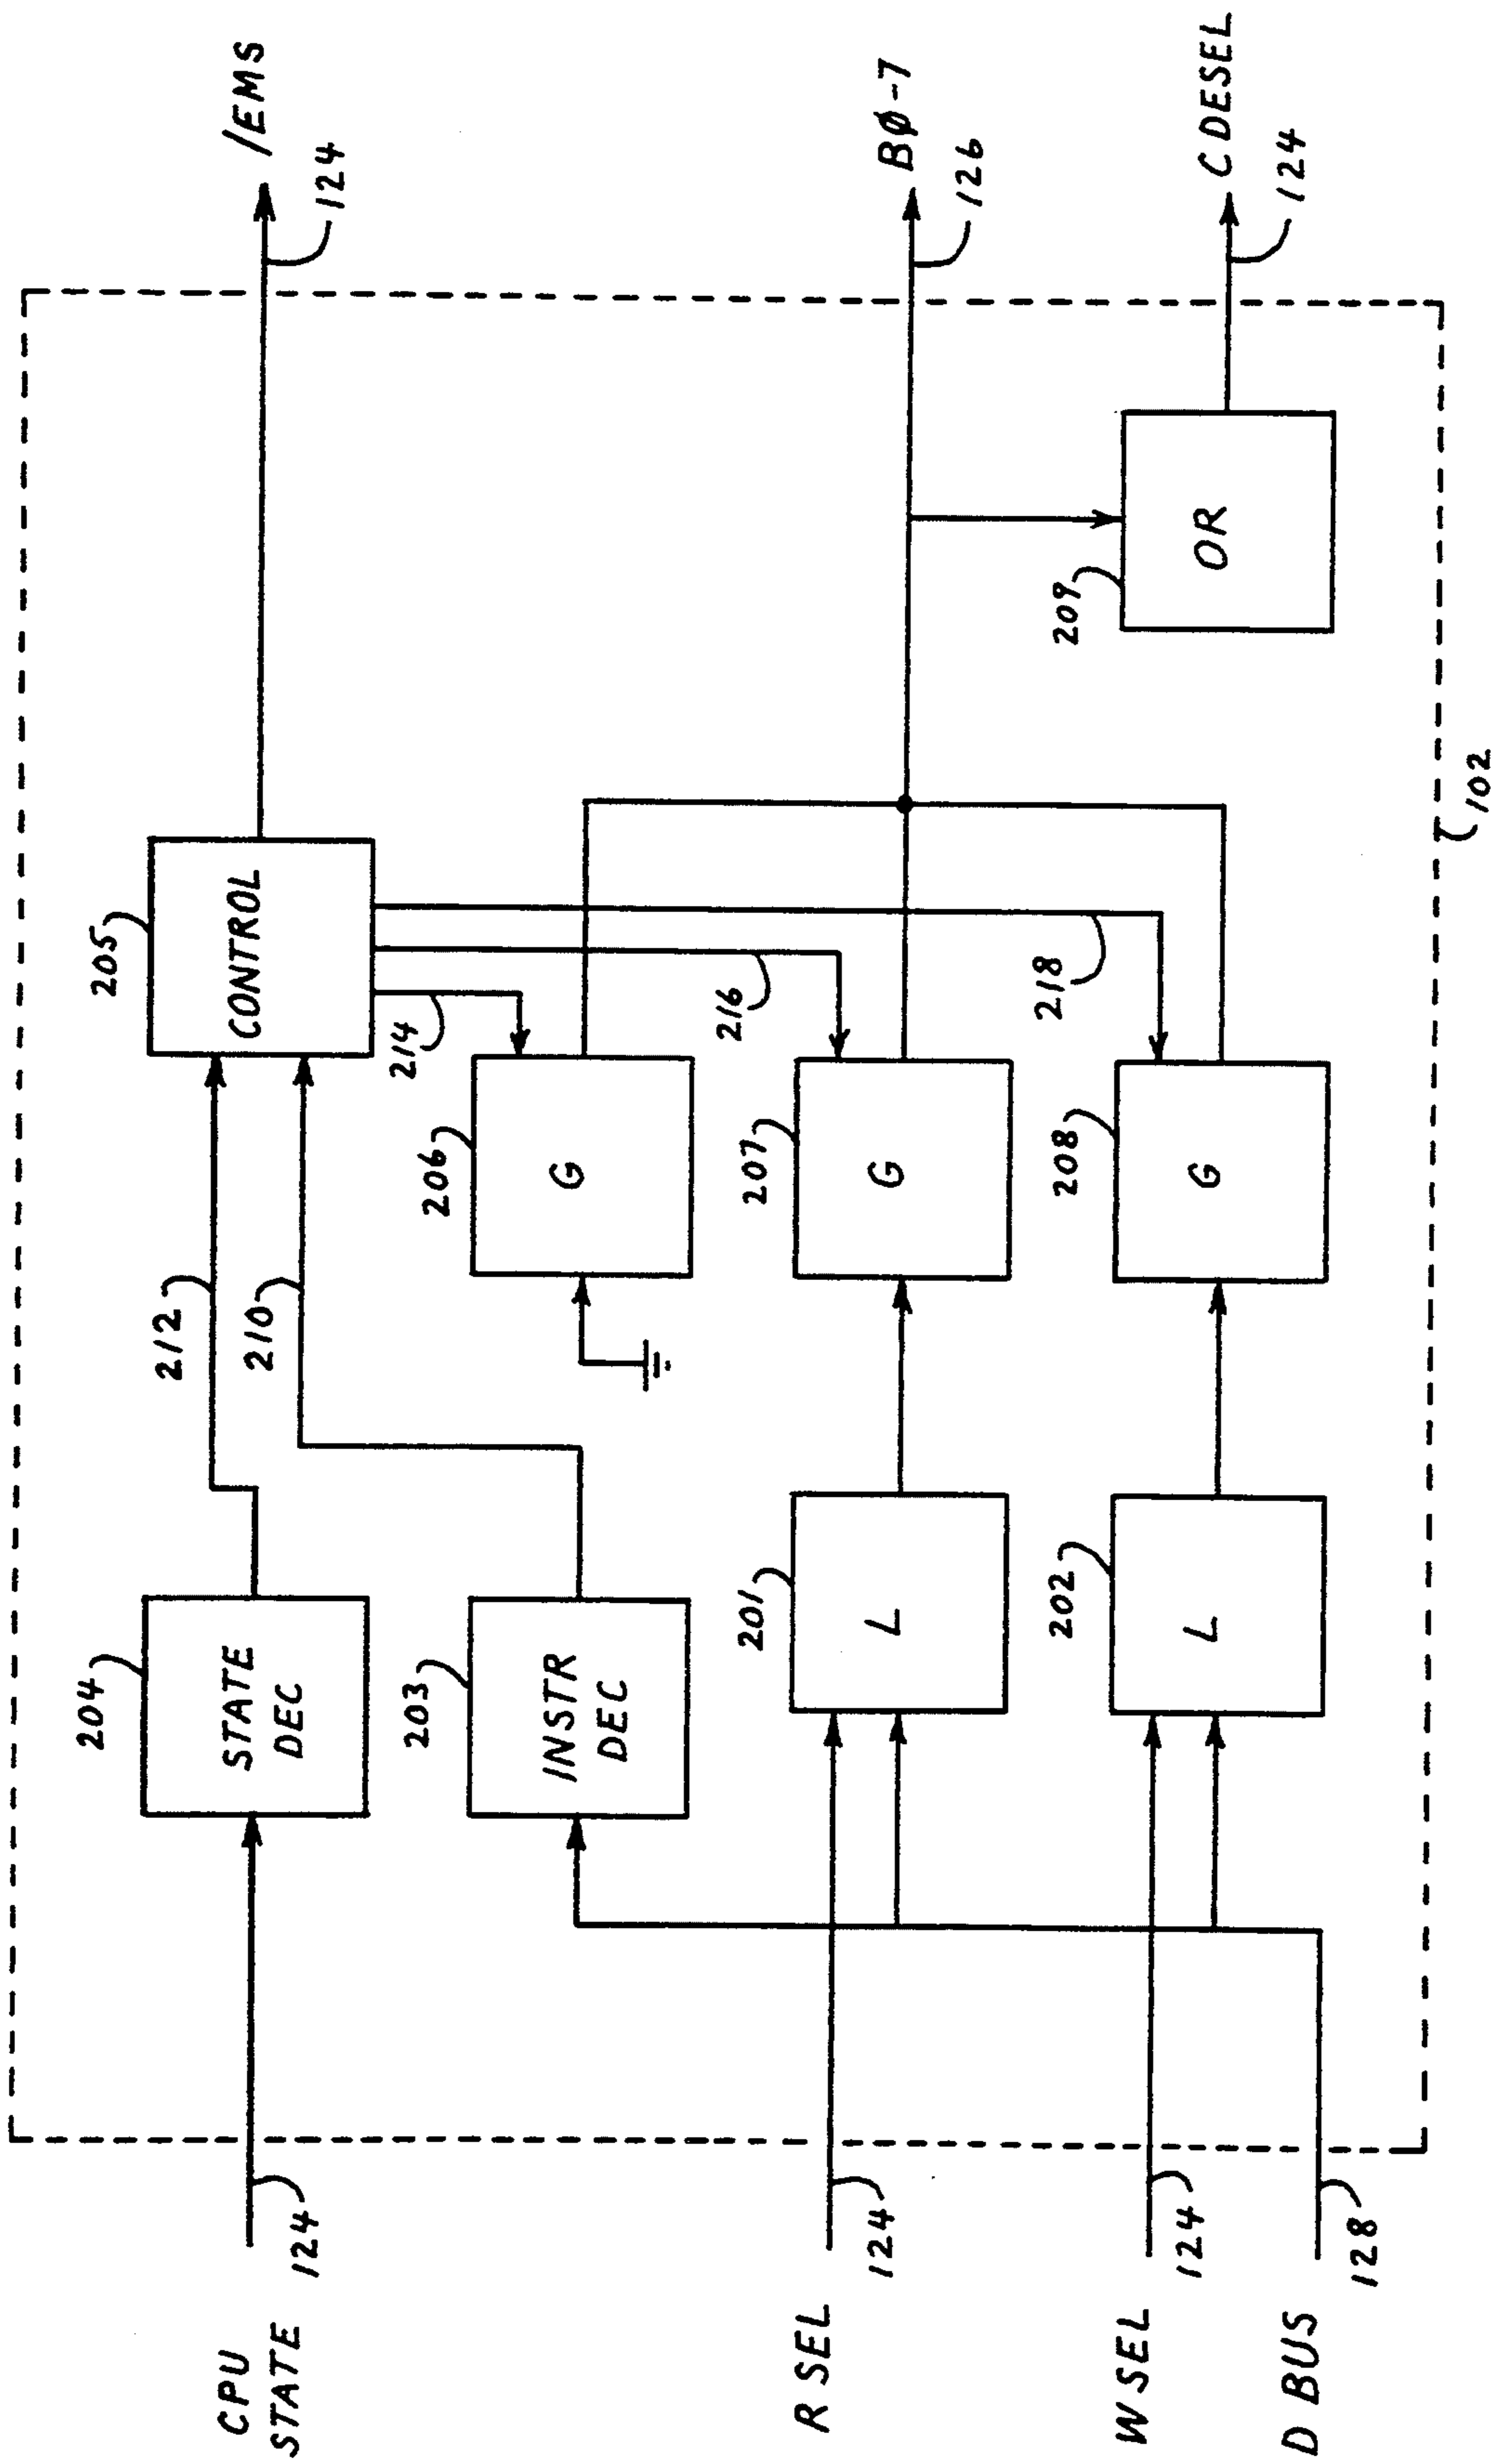 CPU
STATE
124
R SEL
124
W SEL
124
D BUS
128
204
STATE
DEC
203
INSTR
DEC
201
L
202
L
212
210
205
CONTROL
214
216
218
206
G
207
G
208
G
209
OR
/EMS
124
BØ-7
126
CDESEL
124
102